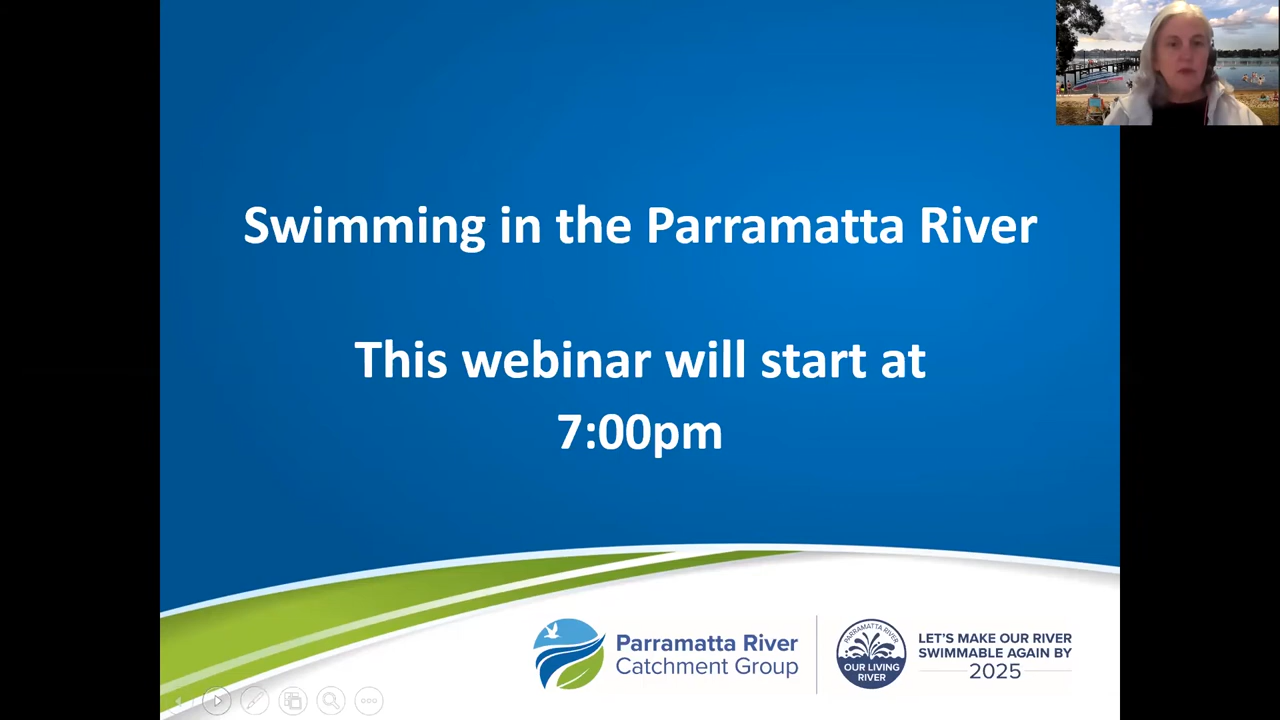 Swimming in the Parramatta River
This webinar will start at
7:00pm
Parramatta River
Catchment Group
PARRAMATTA RIVER
OUR LIVING
RIVER
LET'S MAKE OUR RIVER
SWIMMABLE AGAIN BY
2025